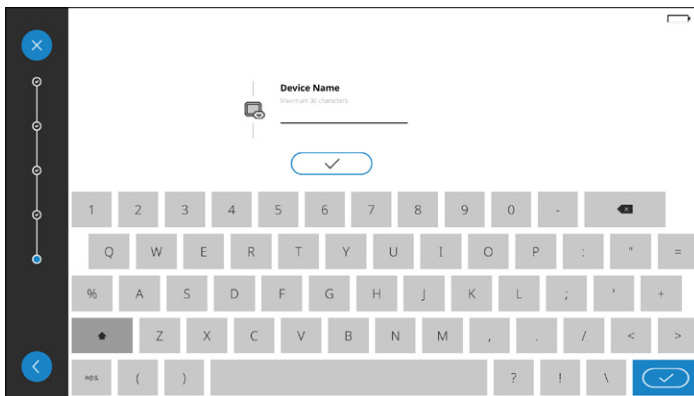 Device Name
Maximum 30 characters
1 2 3 4 5 6 7 8 9 0 -
Q W E R T Y U I O P : " =
% A S D F G H J K L ; ' +
Z X C V B N M , . / < >
( ) ? ! \